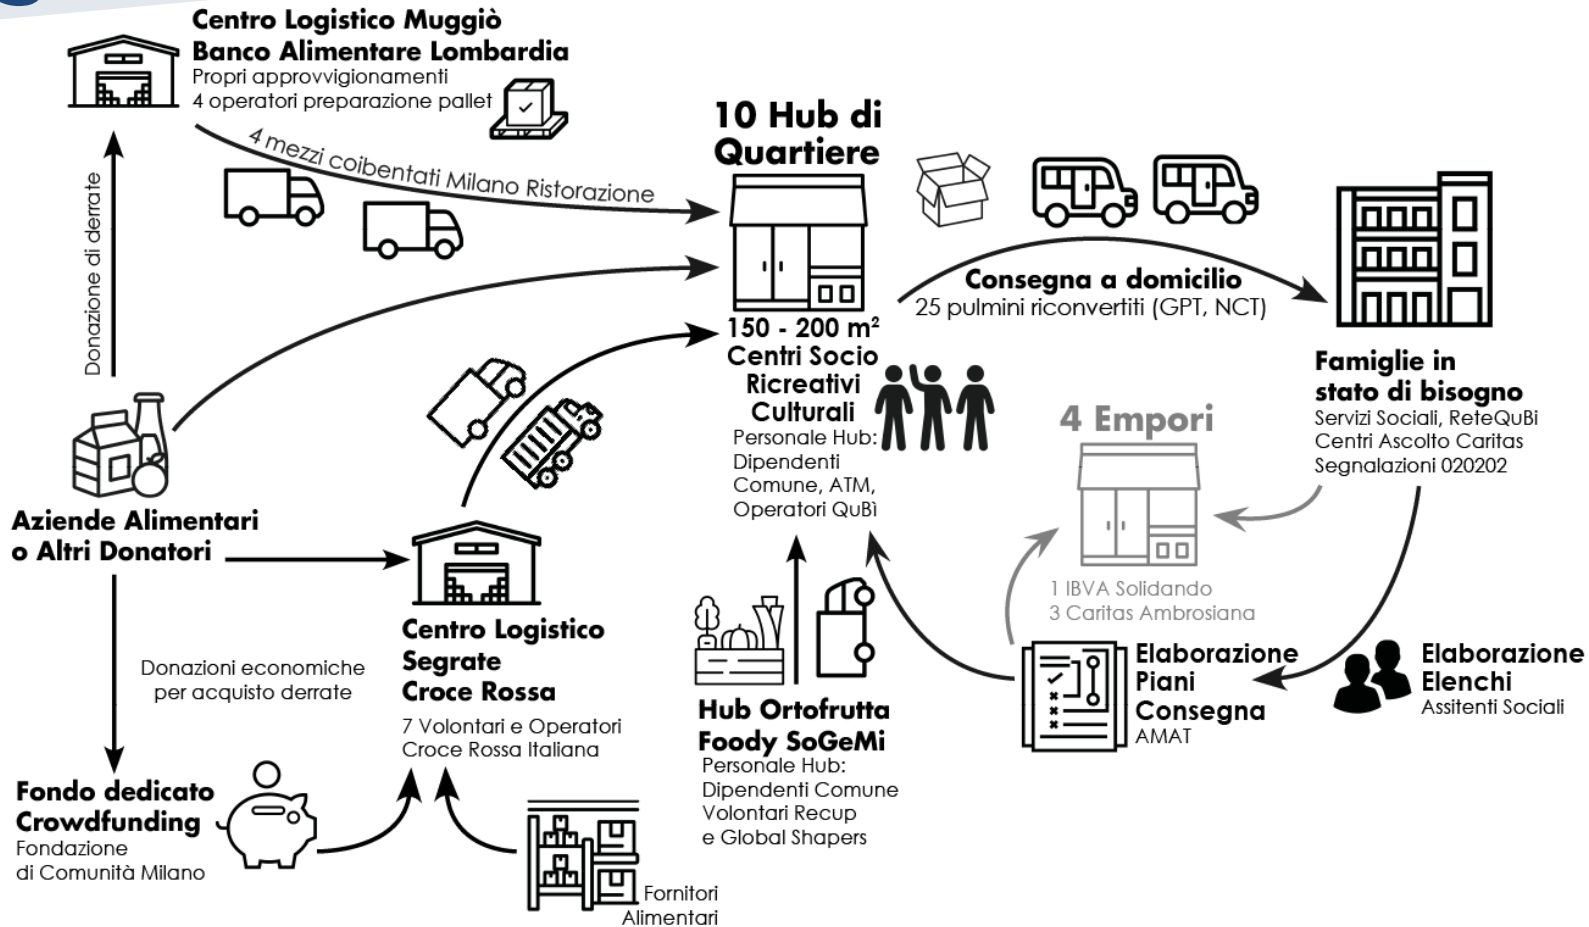 Centro Logistico Muggiò
Banco Alimentare Lombardia
Propri approvvigionamenti
4 operatori preparazione pallet
4 mezzi coibentati Milano Ristorazione
Donazione di derrate
10 Hub di
Quartiere
150 - 200 m²
Centri Socio
Ricreativi
Culturali
Personale Hub:
Dipendenti
Comune, ATM,
Operatori QuBì
Consegna a domicilio
25 pulmini riconvertiti (GPT, NCT)
Famiglie in
stato di bisogno
Servizi Sociali, ReteQuBi
Centri Ascolto Caritas
Segnalazioni 020202
4 Empori
1 IBVA Solidando
3 Caritas Ambrosiana
Aziende Alimentari
o Altri Donatori
Centro Logistico
Segrate
Croce Rossa
7 Volontari e Operatori
Croce Rossa Italiana
Donazioni economiche
per acquisto derrate
Fondo dedicato
Crowdfunding
Fondazione
di Comunità Milano
Fornitori
Alimentari
Hub Ortofrutta
Foody SoGeMi
Personale Hub:
Dipendenti Comune
Volontari Recup
e Global Shapers
Elaborazione
Piani
Consegna
AMAT
Elaborazione
Elenchi
Assitenti Sociali